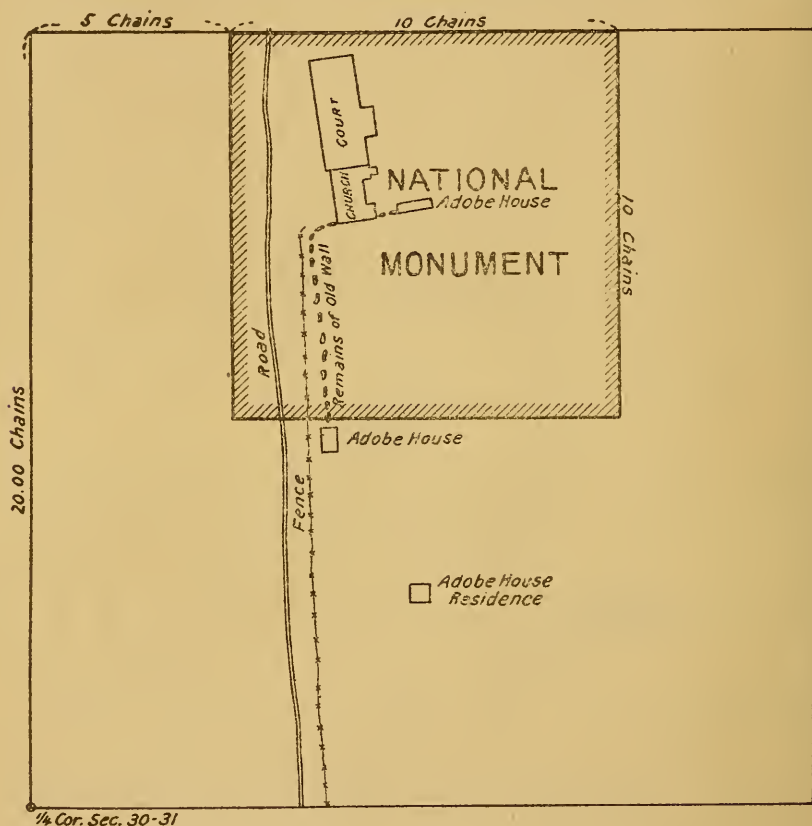 5 Chains
10 Chains
COURT
CHURCH
NATIONAL
Adobe House
MONUMENT
10 Chains
Remains of Old Wall
Road
20.00 Chains
Adobe House
Fence
Adobe House
Residence
1/4 Cor. Sec. 30-31